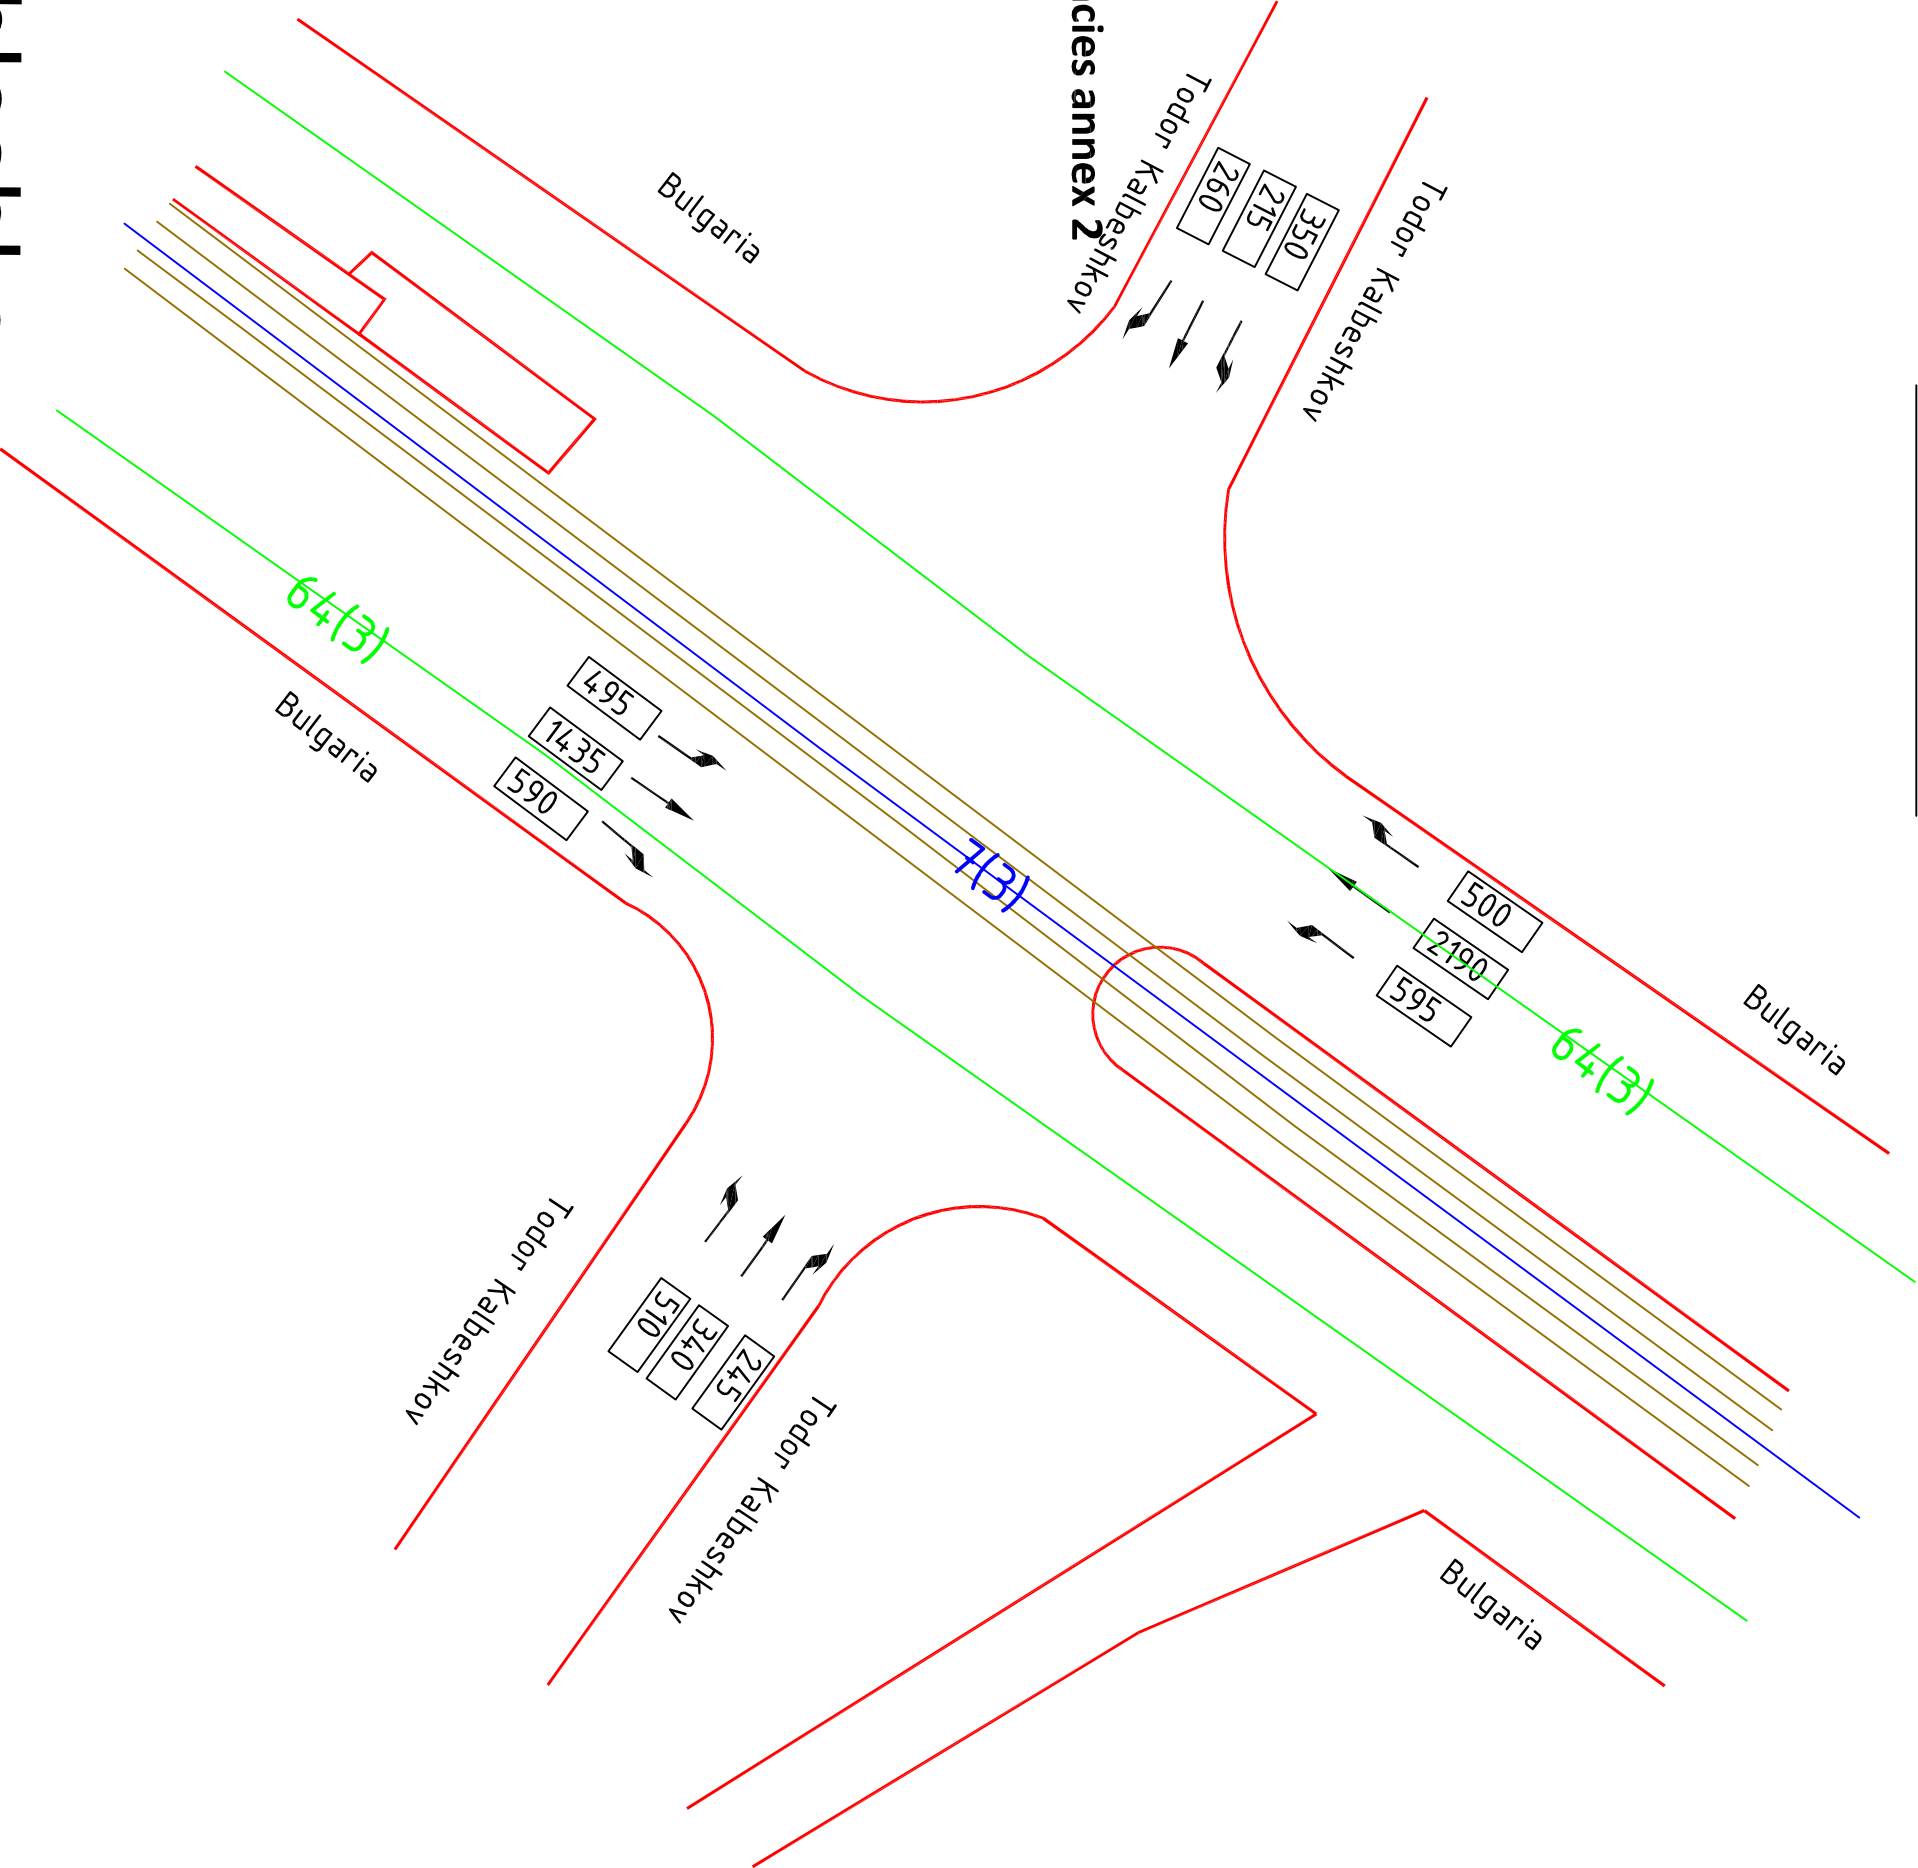 cies annex 2
Todor Kalbeshkov
260
215
350
Todor Kalbeshkov
Bulgaria
64(3)
495
1435
590
Bulgaria
7(3)
500
2190
595
Bulgaria
64(3)
Todor Kalbeshkov
510
340
245
Todor Kalbeshkov
Bulgaria